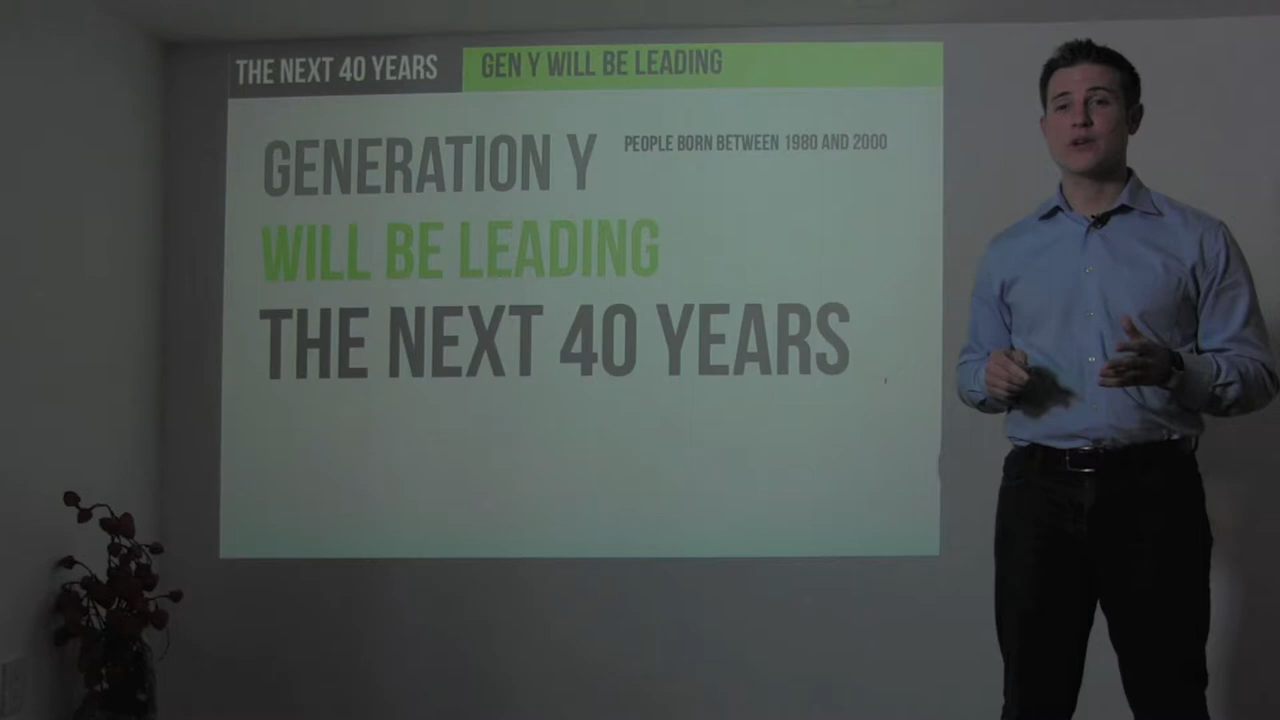 THE NEXT 40 YEARS
GEN Y WILL BE LEADING
GENERATION Y
PEOPLE BORN BETWEEN 1980 AND 2000
WILL BE LEADING
THE NEXT 40 YEARS